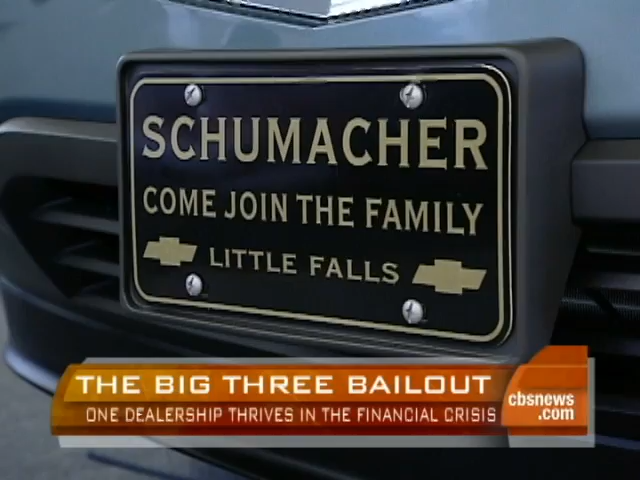 SCHUMACHER
COME JOIN THE FAMILY
LITTLE FALLS
THE BIG THREE BAILOUT
ONE DEALERSHIP THRIVES IN THE FINANCIAL CRISIS
cbsnews
.com